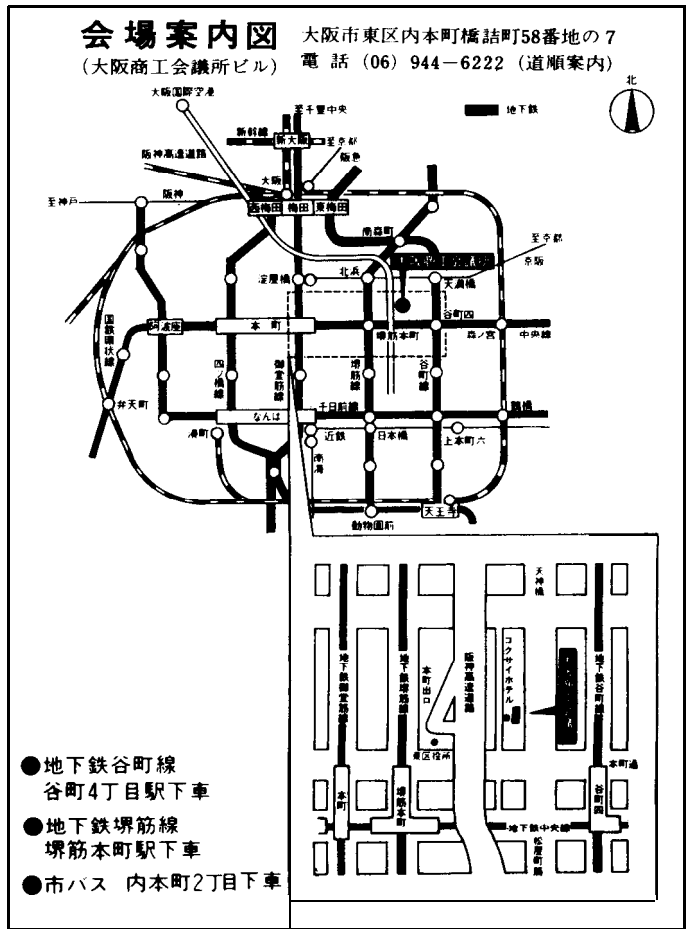 会場案内図
(大阪商工会議所ビル)
大阪市東区内本町橋詰町58番地の7
電話(06)944-6222(道順案内)
北
地下鉄
大阪国際空港
至千里中央
新幹線
新大阪
至京都
阪神高速道路
阪急
大阪
至神戸
阪神
西梅田
梅田
東梅田
南森町
至京都
京阪
淀屋橋
北浜
天満橋
国鉄環状線
阿波座
本町
堺筋本町
谷町四
森ノ宮
中央線
四ツ橋線
御堂筋線
堺筋線
谷町線
弁天町
なんば
千日前線
鶴橋
湊町
近鉄
日本橋
上本町六
南海
動物園前
天王寺
天神橋
地下鉄御堂筋線
地下鉄堺筋線
本町出口
阪神高速道路
コクサイホテル
地下鉄谷町線
東区役所
本町通
本町
堺筋本町
谷町四
地下鉄中央線
松屋町筋
●地下鉄谷町線
谷町4丁目駅下車
●地下鉄堺筋線
堺筋本町駅下車
●市バス 内本町2丁目下車